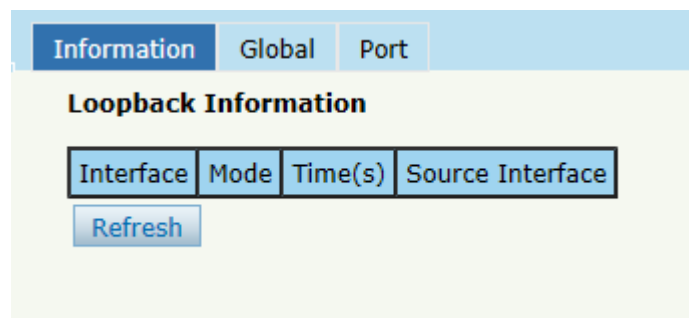 Information Global Port
Loopback Information
Interface Mode Time(s) Source Interface
Refresh